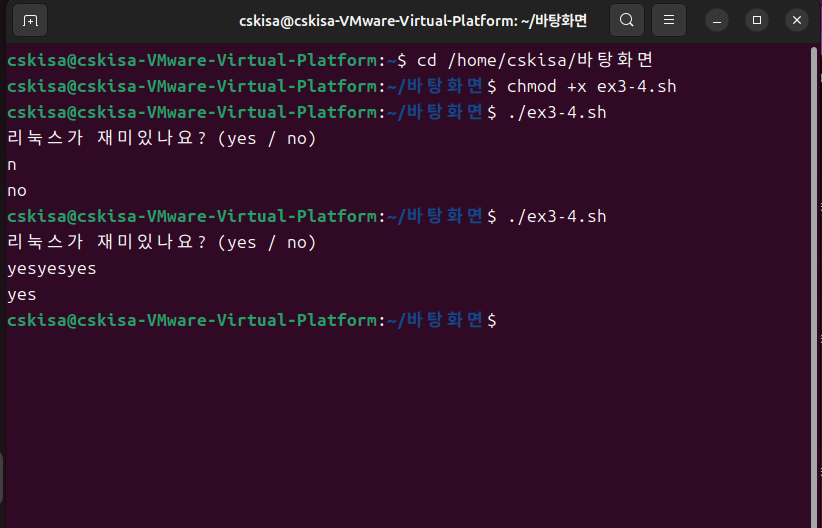 cskisa@cskisa-VMware-Virtual-Platform: ~/바탕화면
cskisa@cskisa-VMware-Virtual-Platform:~$ cd /home/cskisa/바탕화면
cskisa@cskisa-VMware-Virtual-Platform:~/바탕화면$ chmod +x ex3-4.sh
cskisa@cskisa-VMware-Virtual-Platform:~/바탕화면$ ./ex3-4.sh
리눅스가 재미있나요? (yes / no)
n
no
cskisa@cskisa-VMware-Virtual-Platform:~/바탕화면$ ./ex3-4.sh
리눅스가 재미있나요? (yes / no)
yesyesyes
yes
cskisa@cskisa-VMware-Virtual-Platform:~/바탕화면$